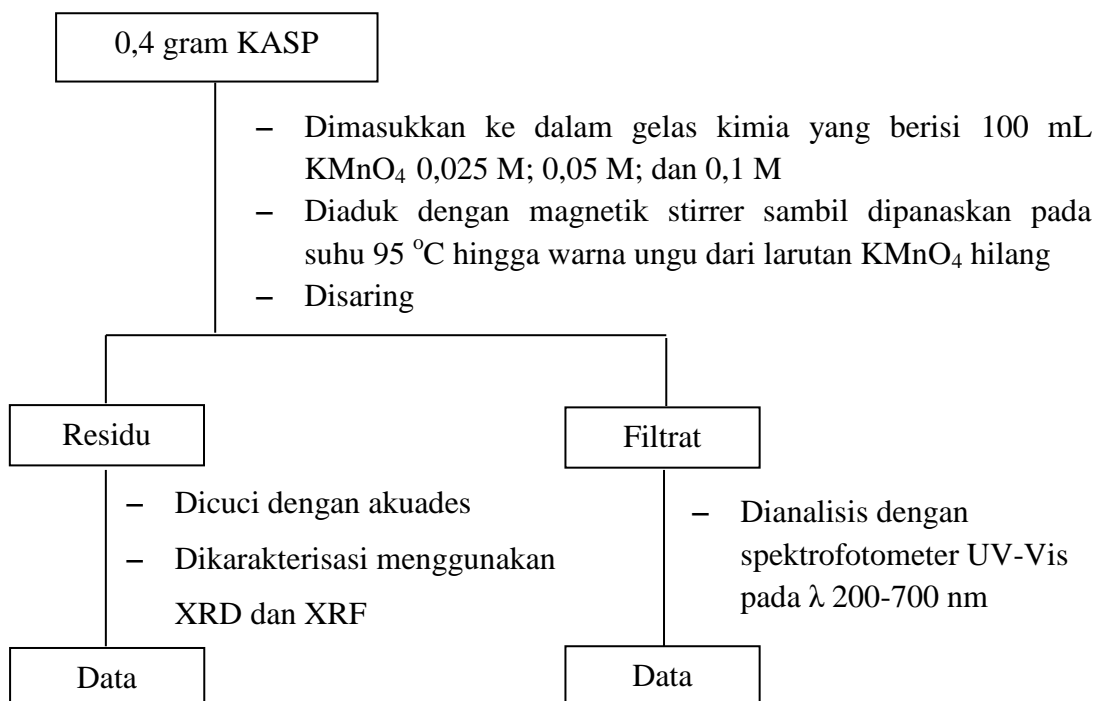 0,4 gram KASP
– Dimasukkan ke dalam gelas kimia yang berisi 100 mL
KMnO₄ 0,025 M; 0,05 M; dan 0,1 M
– Diaduk dengan magnetik stirrer sambil dipanaskan pada
suhu 95 °C hingga warna ungu dari larutan KMnO₄ hilang
– Disaring
Residu
– Dicuci dengan akuades
– Dikarakterisasi menggunakan
XRD dan XRF
Data
Filtrat
– Dianalisis dengan
spektrofotometer UV-Vis
pada λ 200-700 nm
Data